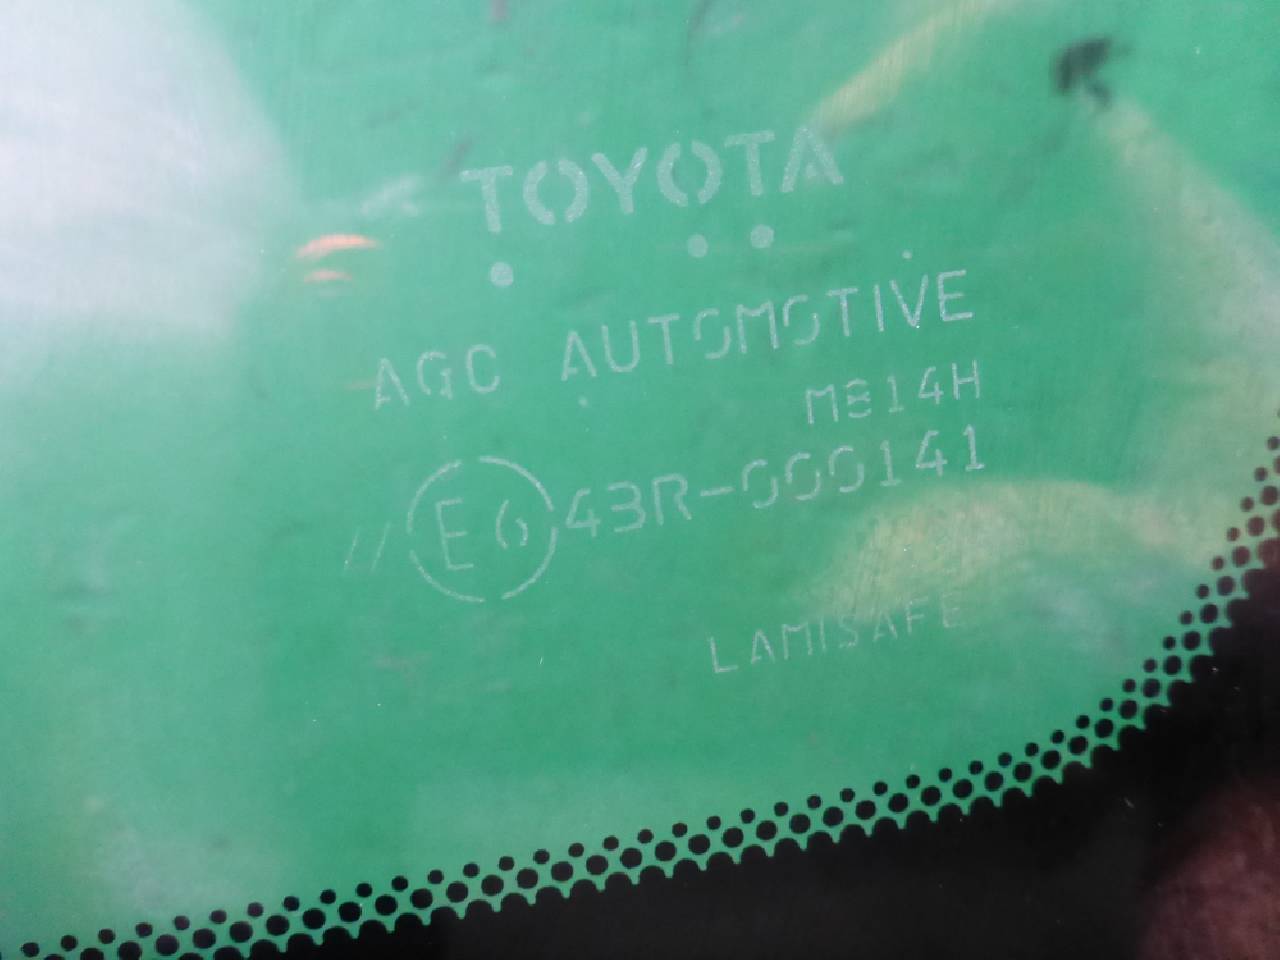 TOYOTA
AGC AUTOMOTIVE
M814H
// E6 43R-000141
LAMISAFE